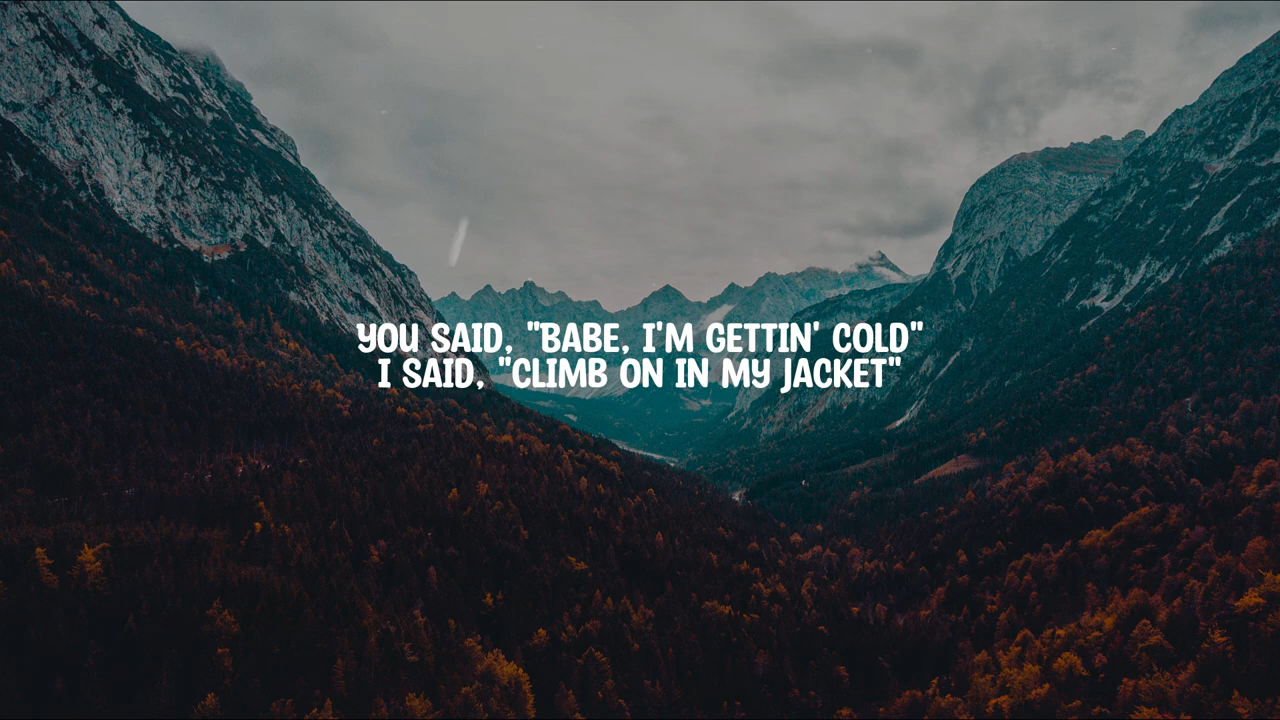 YOU SAID, "BABE, I'M GETTIN' COLD"
I SAID, "CLIMB ON IN MY JACKET"